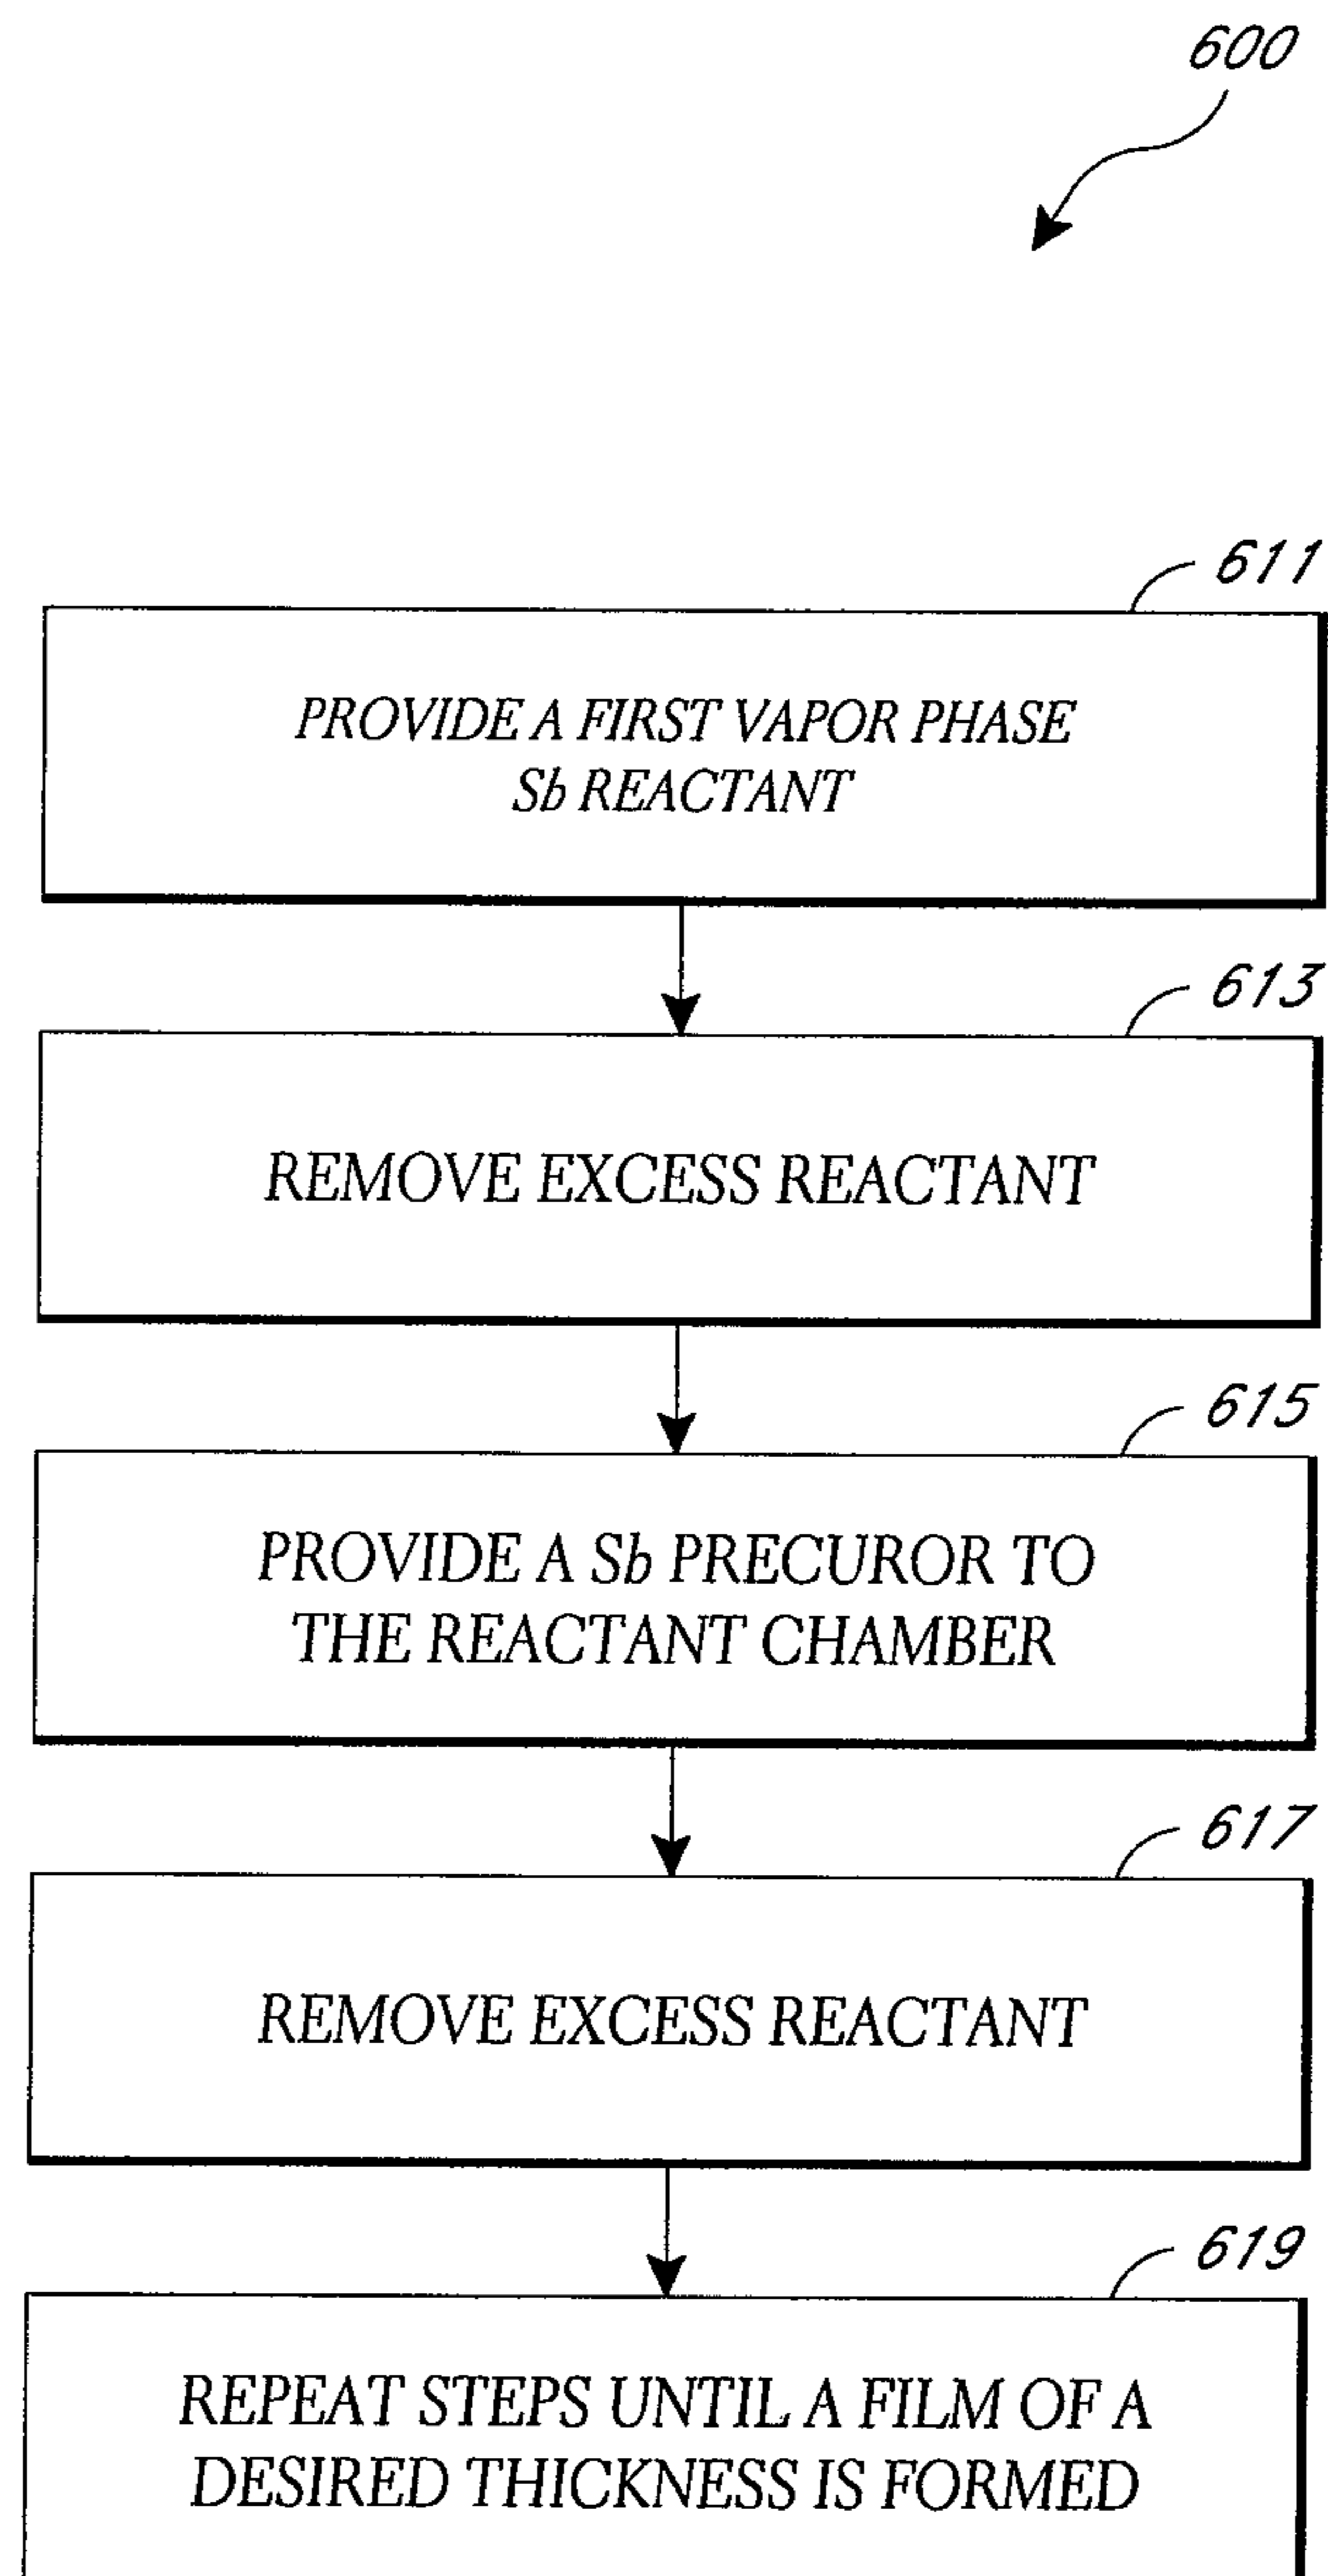 600
611
PROVIDE A FIRST VAPOR PHASE
Sb REACTANT
613
REMOVE EXCESS REACTANT
615
PROVIDE A Sb PRECUROR TO
THE REACTANT CHAMBER
617
REMOVE EXCESS REACTANT
619
REPEAT STEPS UNTIL A FILM OF A
DESIRED THICKNESS IS FORMED